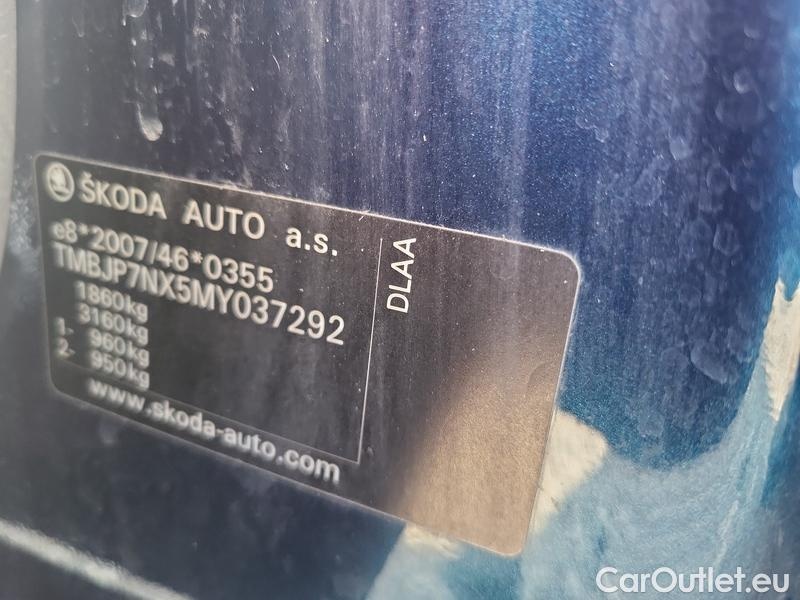 ŠKODA AUTO a.s.
e8*2007/46*0355
TMBJP7NX5MY037292
1860kg
3160kg
1- 960kg
2- 950kg
www.skoda-auto.com
DLAA
CarOutlet.eu